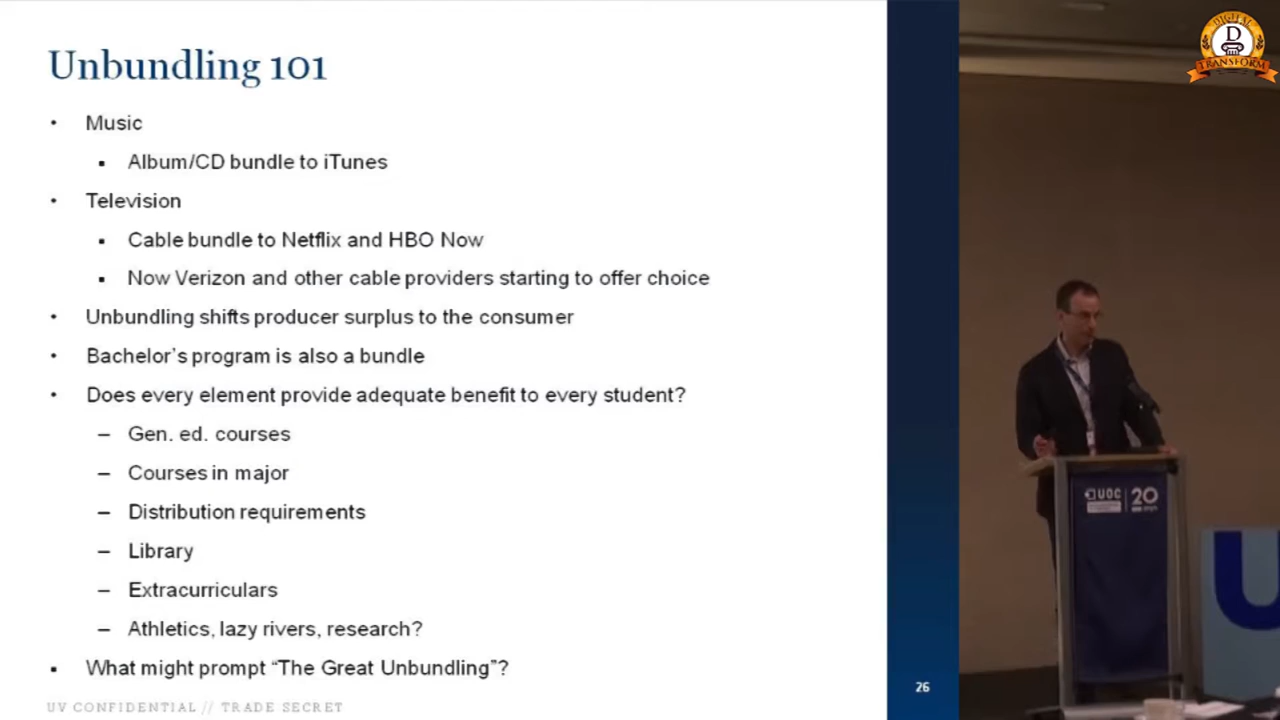 Unbundling 101
• Music
▪ Album/CD bundle to iTunes
• Television
▪ Cable bundle to Netflix and HBO Now
▪ Now Verizon and other cable providers starting to offer choice
• Unbundling shifts producer surplus to the consumer
• Bachelor's program is also a bundle
• Does every element provide adequate benefit to every student?
– Gen. ed. courses
– Courses in major
– Distribution requirements
– Library
– Extracurriculars
– Athletics, lazy rivers, research?
▪ What might prompt “The Great Unbundling”?
UV CONFIDENTIAL // TRADE SECRET
26
DIGITAL
D
TRANSFORM
UOC
20
U